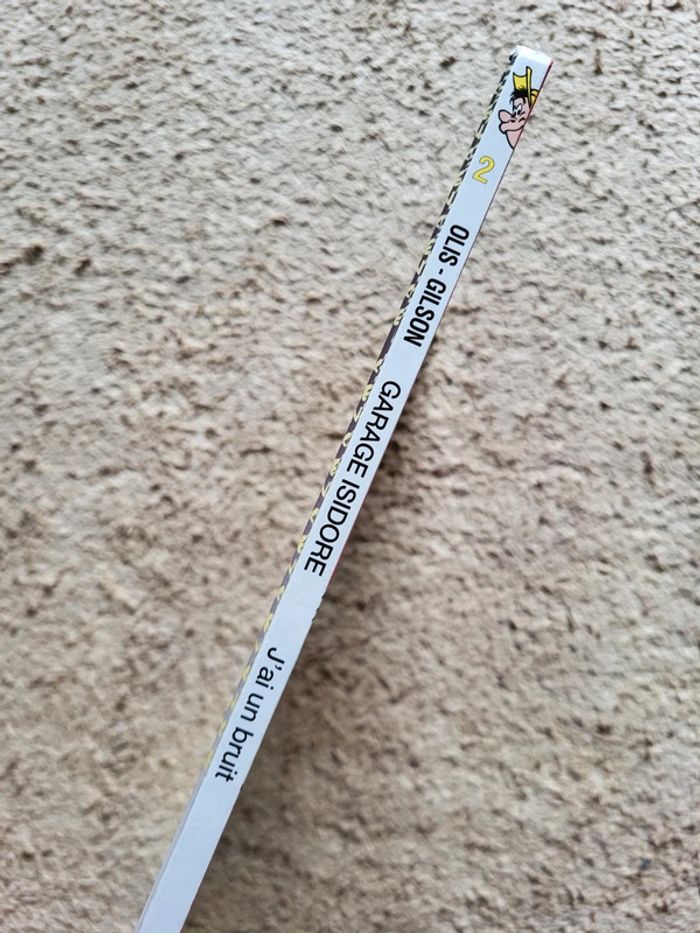 2
OLIS - GILSON
GARAGE ISIDORE
J'ai un bruit